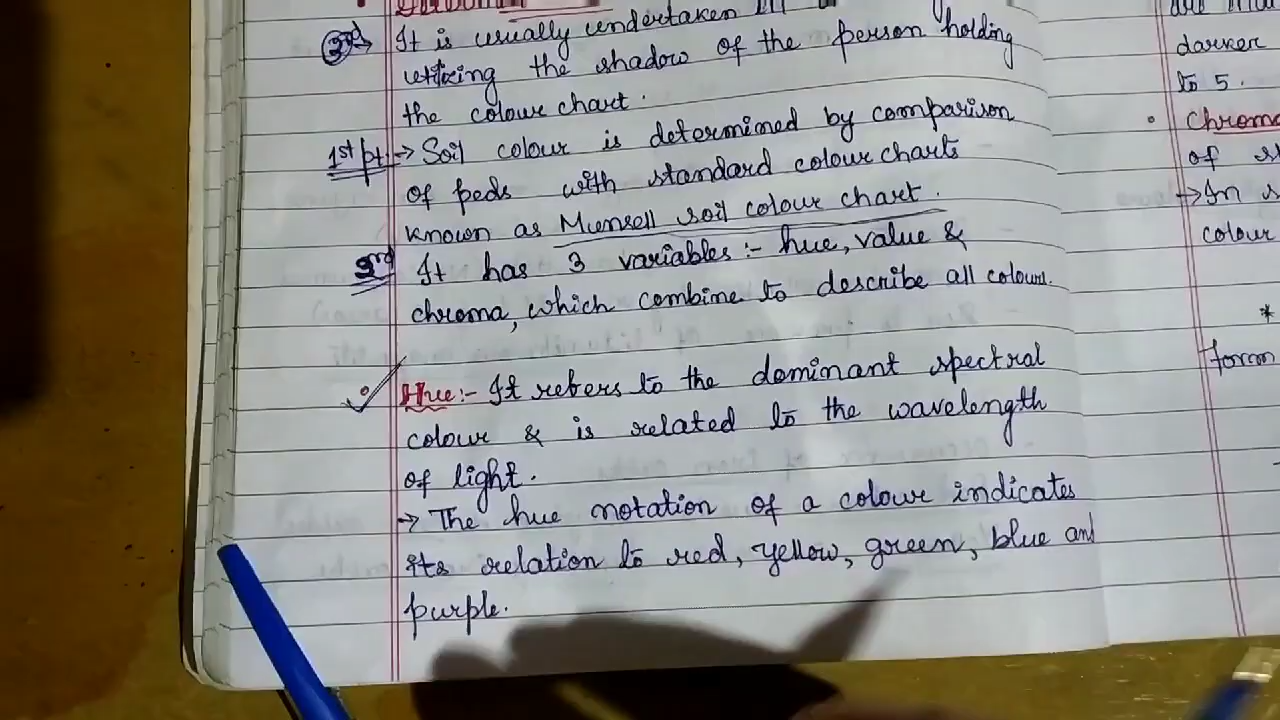 3rd → It is usually undertaken in
utilizing the shadow of the person holding
the colour chart.
1st pt → Soil colour is determined by comparison
of peds with standard colour charts
known as Munsell soil colour chart.
It has 3 variables :- hue, value &
chroma, which combine to describe all colours.
Hue :- It refers to the dominant spectral
colour & is related to the wavelength
of light.
→ The hue notation of a colour indicates
its relation to red, yellow, green, blue and
purple.
darker
to 5.
• Chroma
of
→ In
colour
*
form